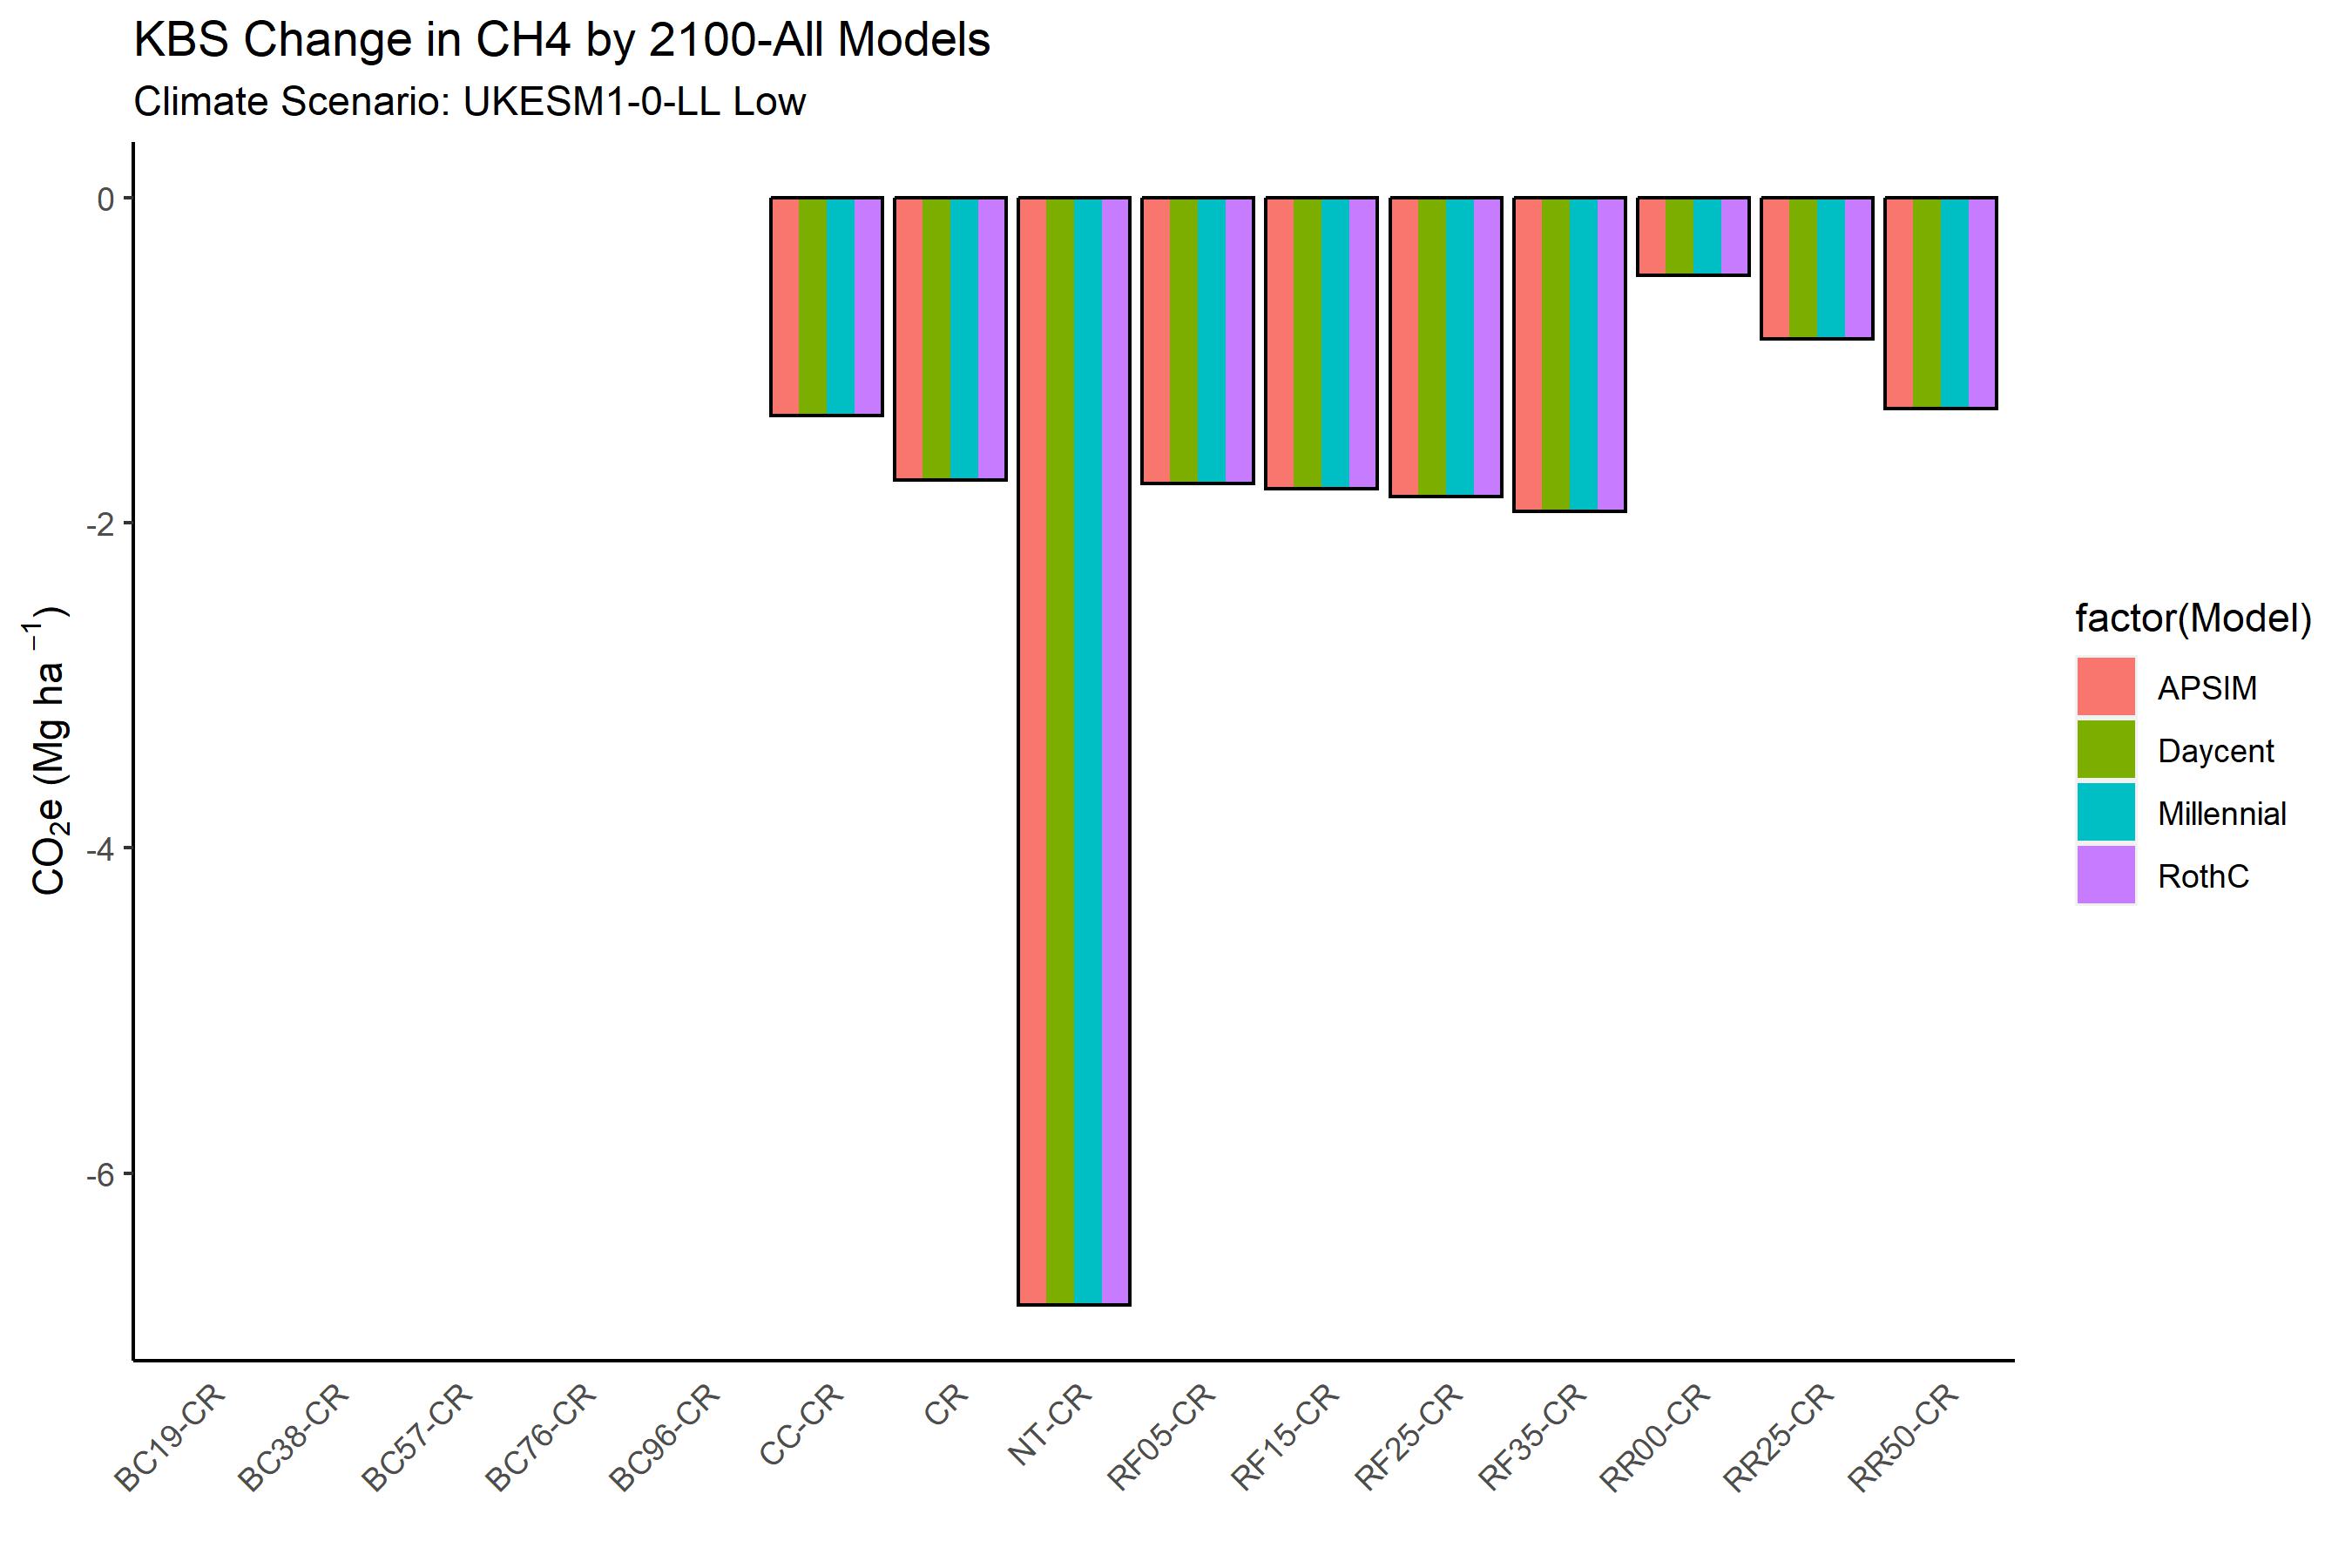 KBS Change in CH4 by 2100-All Models
Climate Scenario: UKESM1-0-LL Low
CO₂e (Mg ha ⁻¹)
0
-2
-4
-6
BC19-CR
BC38-CR
BC57-CR
BC76-CR
BC96-CR
CC-CR
CR
NT-CR
RF05-CR
RF15-CR
RF25-CR
RF35-CR
RR00-CR
RR25-CR
RR50-CR
factor(Model)
APSIM
Daycent
Millennial
RothC